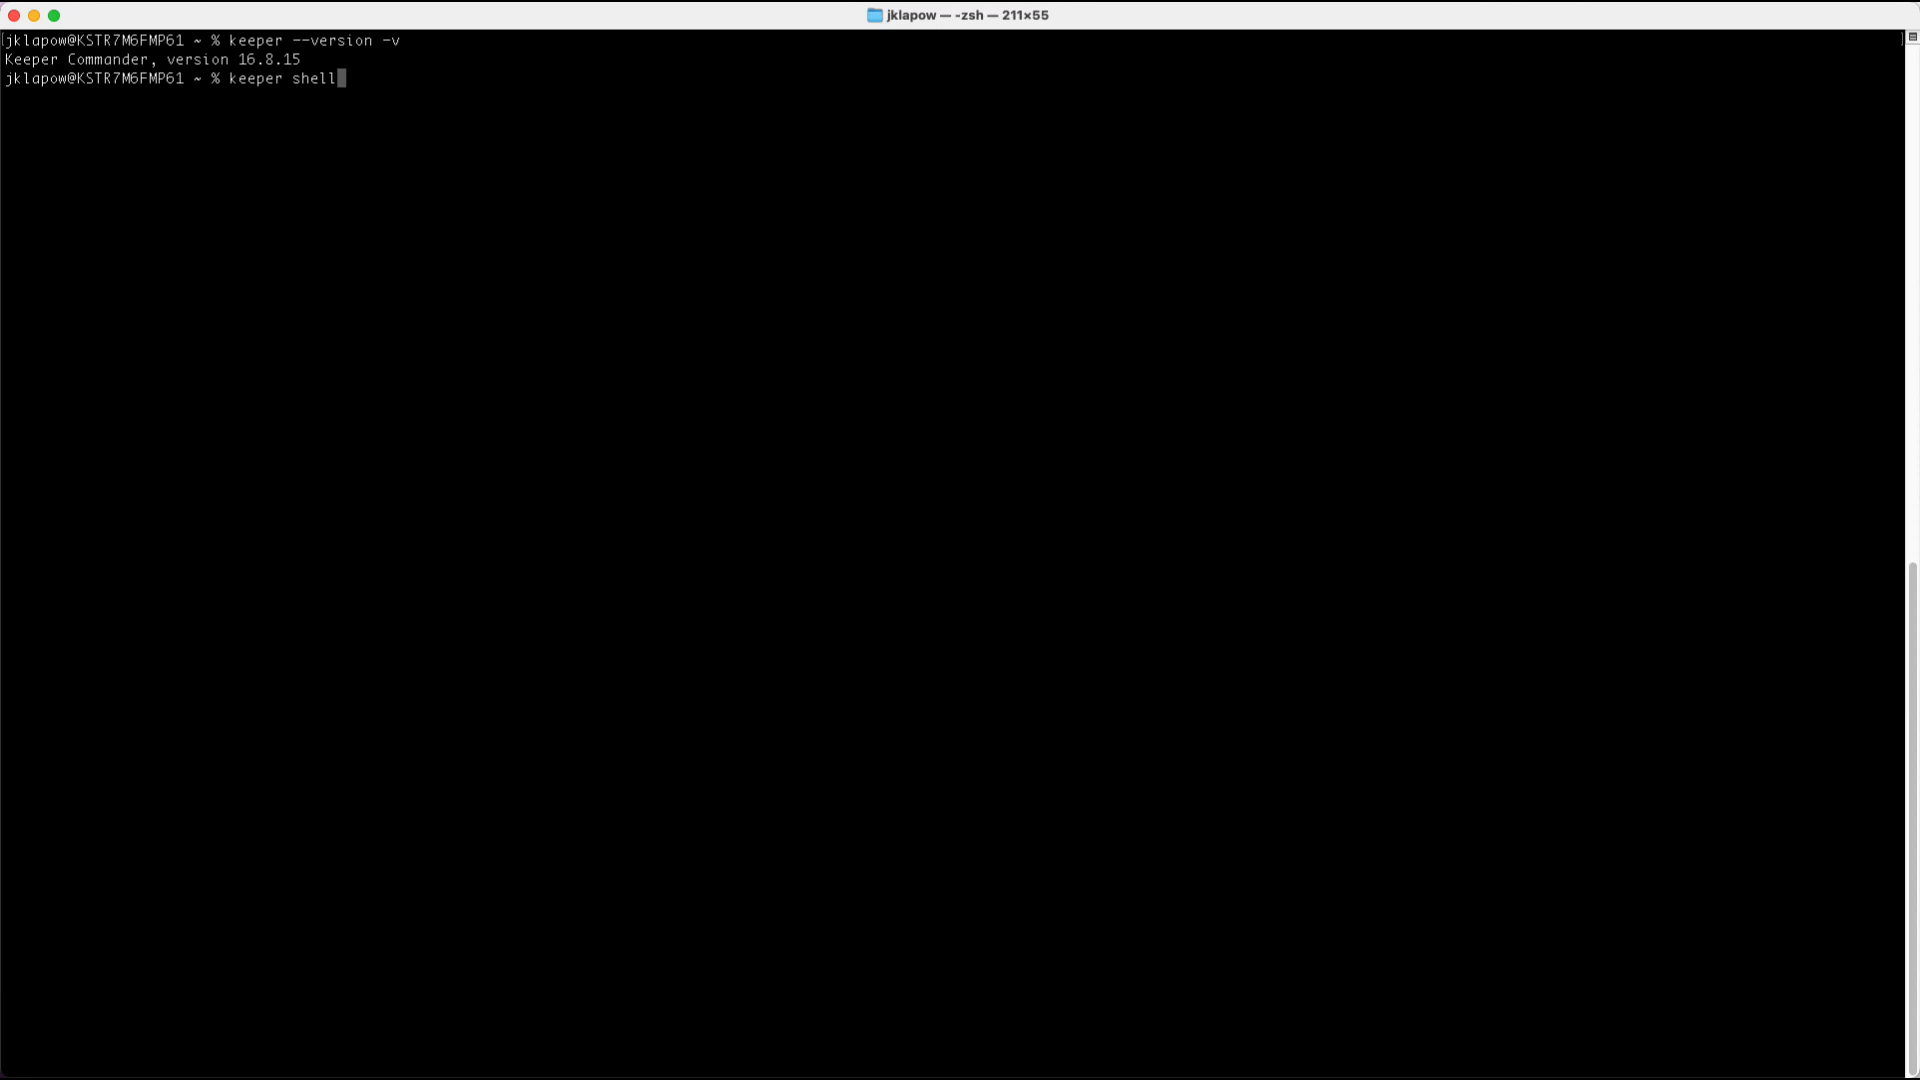 jklapow — -zsh — 211×55
[jklapow@KSTR7M6FMP61 ~ % keeper --version -v ]
Keeper Commander, version 16.8.15
jklapow@KSTR7M6FMP61 ~ % keeper shell